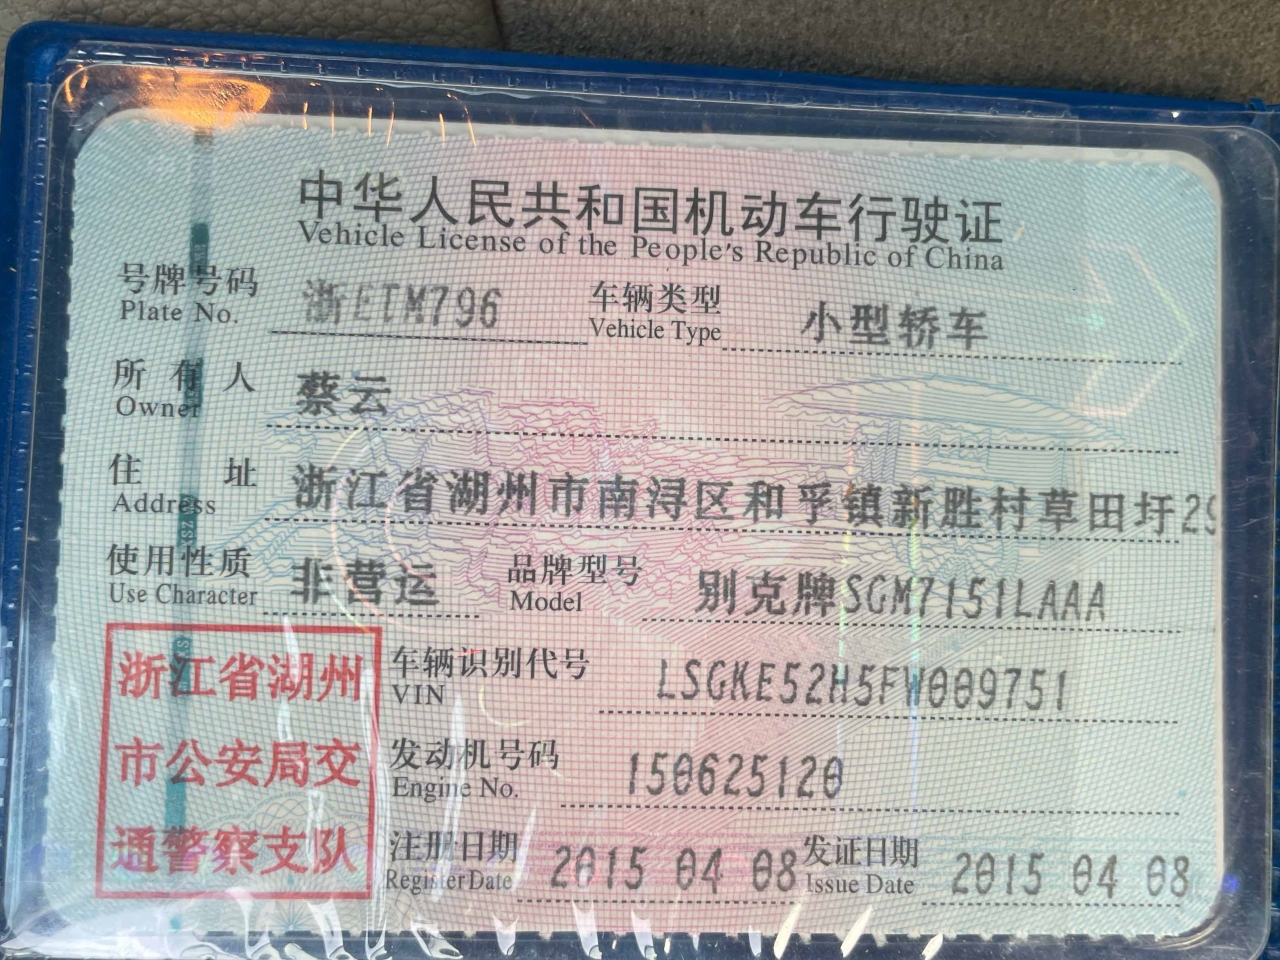 中华人民共和国机动车行驶证
Vehicle License of the People's Republic of China
号牌号码 浙ETM796 车辆类型 小型轿车
Plate No. Vehicle Type
所有人 蔡云
Owner
住址 浙江省湖州市南浔区和孚镇新胜村草田圩29
Address
使用性质 非营运 品牌型号 别克牌SGM7151LAAA
Use Character Model
浙江省湖州
市公安局交
通警察支队
车辆识别代号 LSGKE52H5FW009751
VIN
发动机号码 150625120
Engine No.
注册日期 2015 04 08 发证日期 2015 04 08
Register Date Issue Date